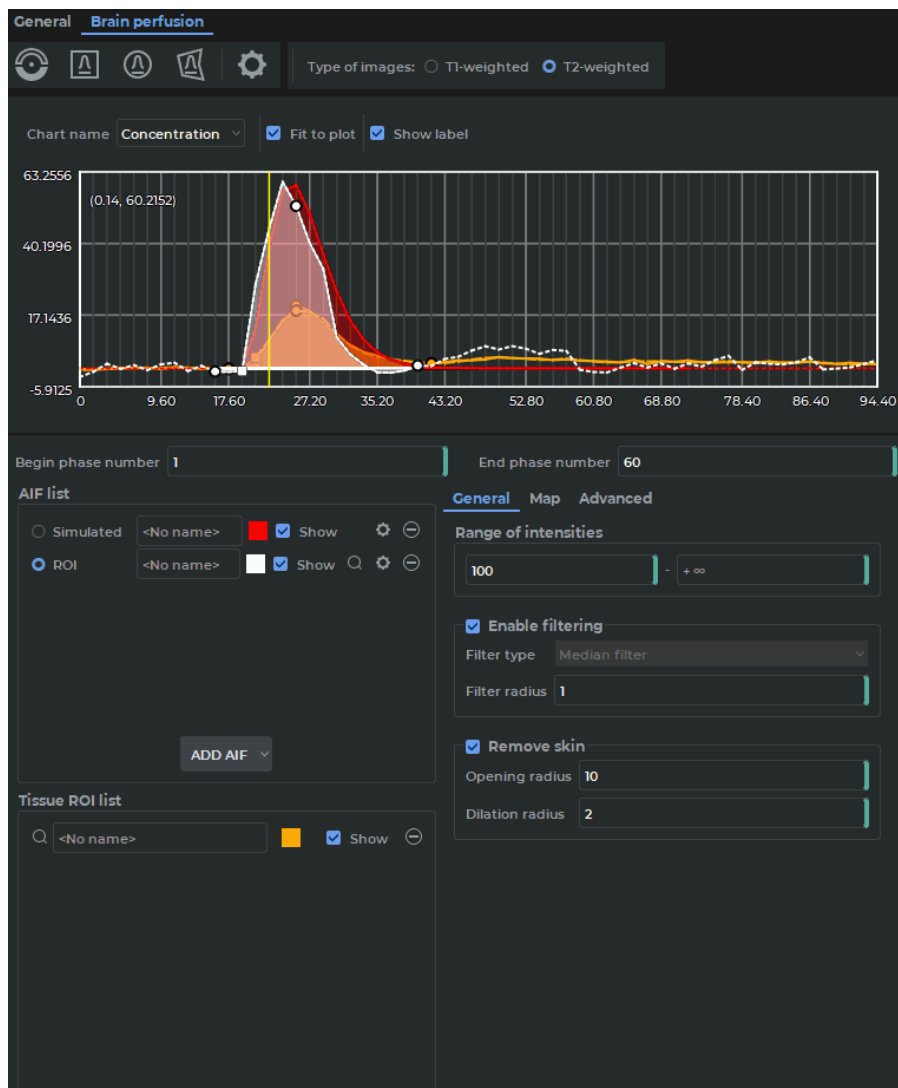 General Brain perfusion
Type of images: T1-weighted T2-weighted
Chart name Concentration Fit to plot Show label
63.2556
(0.14, 60.2152)
40.1996
17.1436
-5.9125
0 9.60 17.60 27.20 35.20 43.20 52.80 60.80 68.80 78.40 86.40 94.40
Begin phase number 1 End phase number 60
AIF list
Simulated <No name> Show
ROI <No name> Show
ADD AIF
Tissue ROI list
<No name> Show
General Map Advanced
Range of intensities
100 - +∞
Enable filtering
Filter type Median filter
Filter radius 1
Remove skin
Opening radius 10
Dilation radius 2